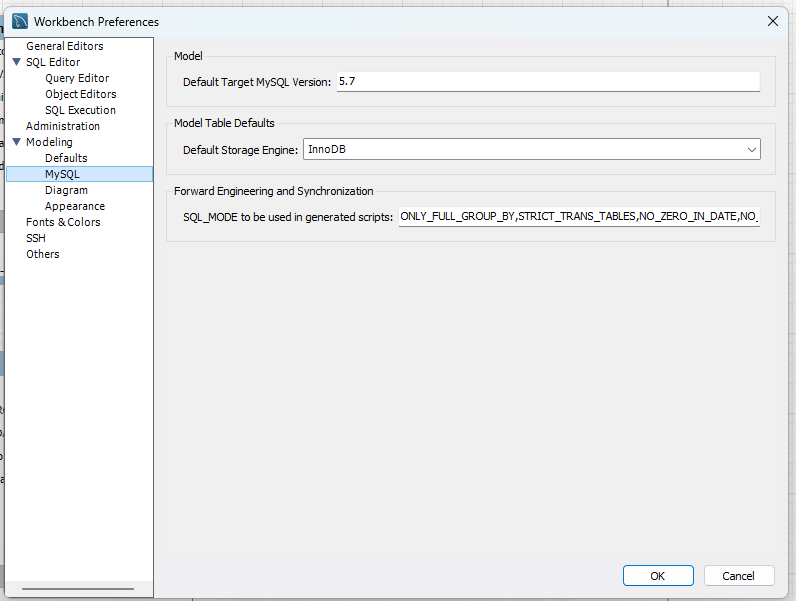 Workbench Preferences
General Editors
SQL Editor
Query Editor
Object Editors
SQL Execution
Administration
Modeling
Defaults
MySQL
Diagram
Appearance
Fonts & Colors
SSH
Others
Model
Default Target MySQL Version: 5.7
Model Table Defaults
Default Storage Engine: InnoDB
Forward Engineering and Synchronization
SQL_MODE to be used in generated scripts: ONLY_FULL_GROUP_BY,STRICT_TRANS_TABLES,NO_ZERO_IN_DATE,NO_
OK Cancel